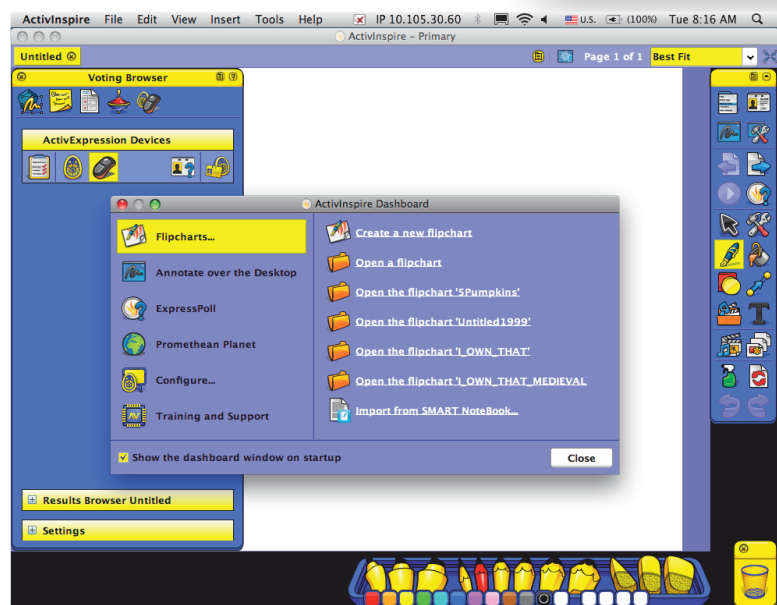 ActivInspire File Edit View Insert Tools Help IP 10.105.30.60 U.S. (100%) Tue 8:16 AM
ActivInspire - Primary
Untitled
Page 1 of 1 Best Fit
Voting Browser
ActivExpression Devices
ActivInspire Dashboard
Flipcharts...
Annotate over the Desktop
ExpressPoll
Promethean Planet
Configure...
Training and Support
Create a new flipchart
Open a flipchart
Open the flipchart '5Pumpkins'
Open the flipchart 'Untitled1999'
Open the flipchart 'I_OWN_THAT'
Open the flipchart 'I_OWN_THAT_MEDIEVAL
Import from SMART NoteBook...
Show the dashboard window on startup
Close
Results Browser Untitled
Settings